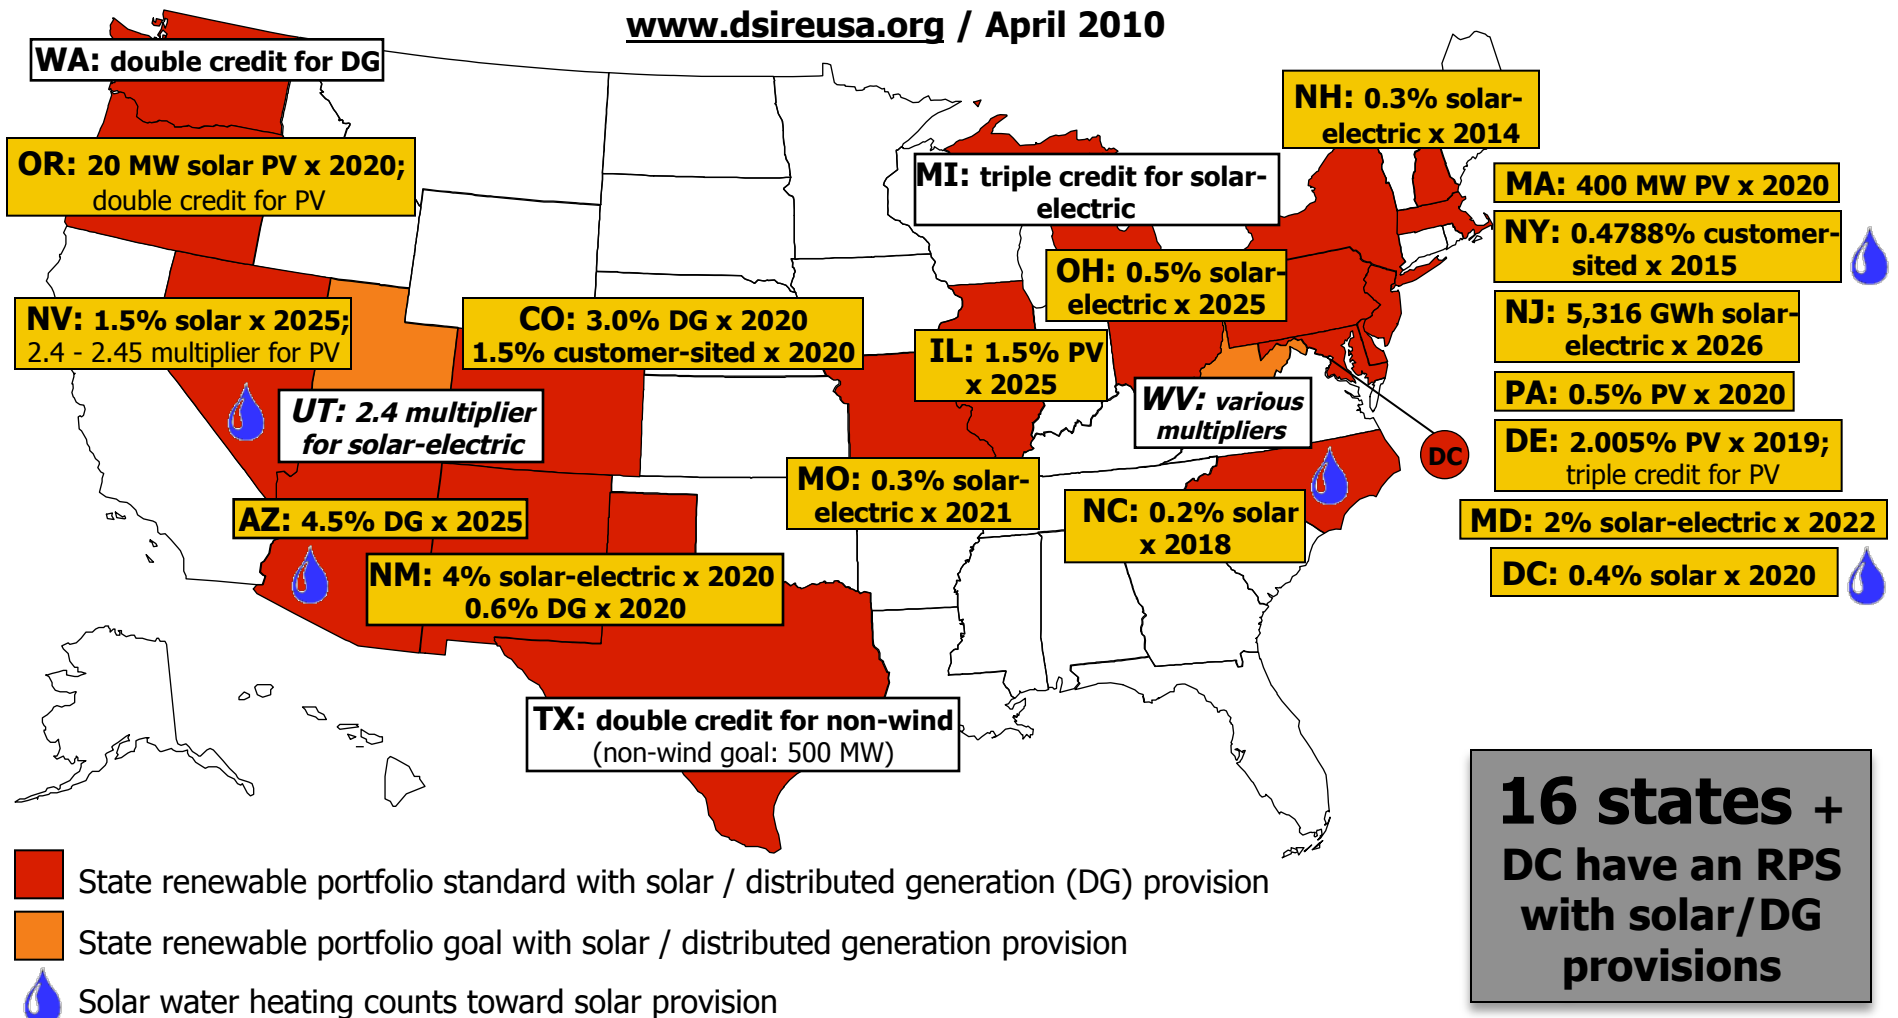 www.dsireusa.org / April 2010
WA: double credit for DG
NH: 0.3% solar-
electric x 2014
OR: 20 MW solar PV x 2020;
double credit for PV
MI: triple credit for solar-
electric
MA: 400 MW PV x 2020
NY: 0.4788% customer-
sited x 2015
OH: 0.5% solar-
electric x 2025
NV: 1.5% solar x 2025;
2.4 - 2.45 multiplier for PV
CO: 3.0% DG x 2020
1.5% customer-sited x 2020
NJ: 5,316 GWh solar-
electric x 2026
IL: 1.5% PV
x 2025
UT: 2.4 multiplier
for solar-electric
WV: various
multipliers
PA: 0.5% PV x 2020
DE: 2.005% PV x 2019;
triple credit for PV
DC
MO: 0.3% solar-
electric x 2021
AZ: 4.5% DG x 2025
NC: 0.2% solar
x 2018
MD: 2% solar-electric x 2022
NM: 4% solar-electric x 2020
0.6% DG x 2020
DC: 0.4% solar x 2020
TX: double credit for non-wind
(non-wind goal: 500 MW)
16 states +
DC have an RPS
with solar/DG
provisions
State renewable portfolio standard with solar / distributed generation (DG) provision
State renewable portfolio goal with solar / distributed generation provision
Solar water heating counts toward solar provision